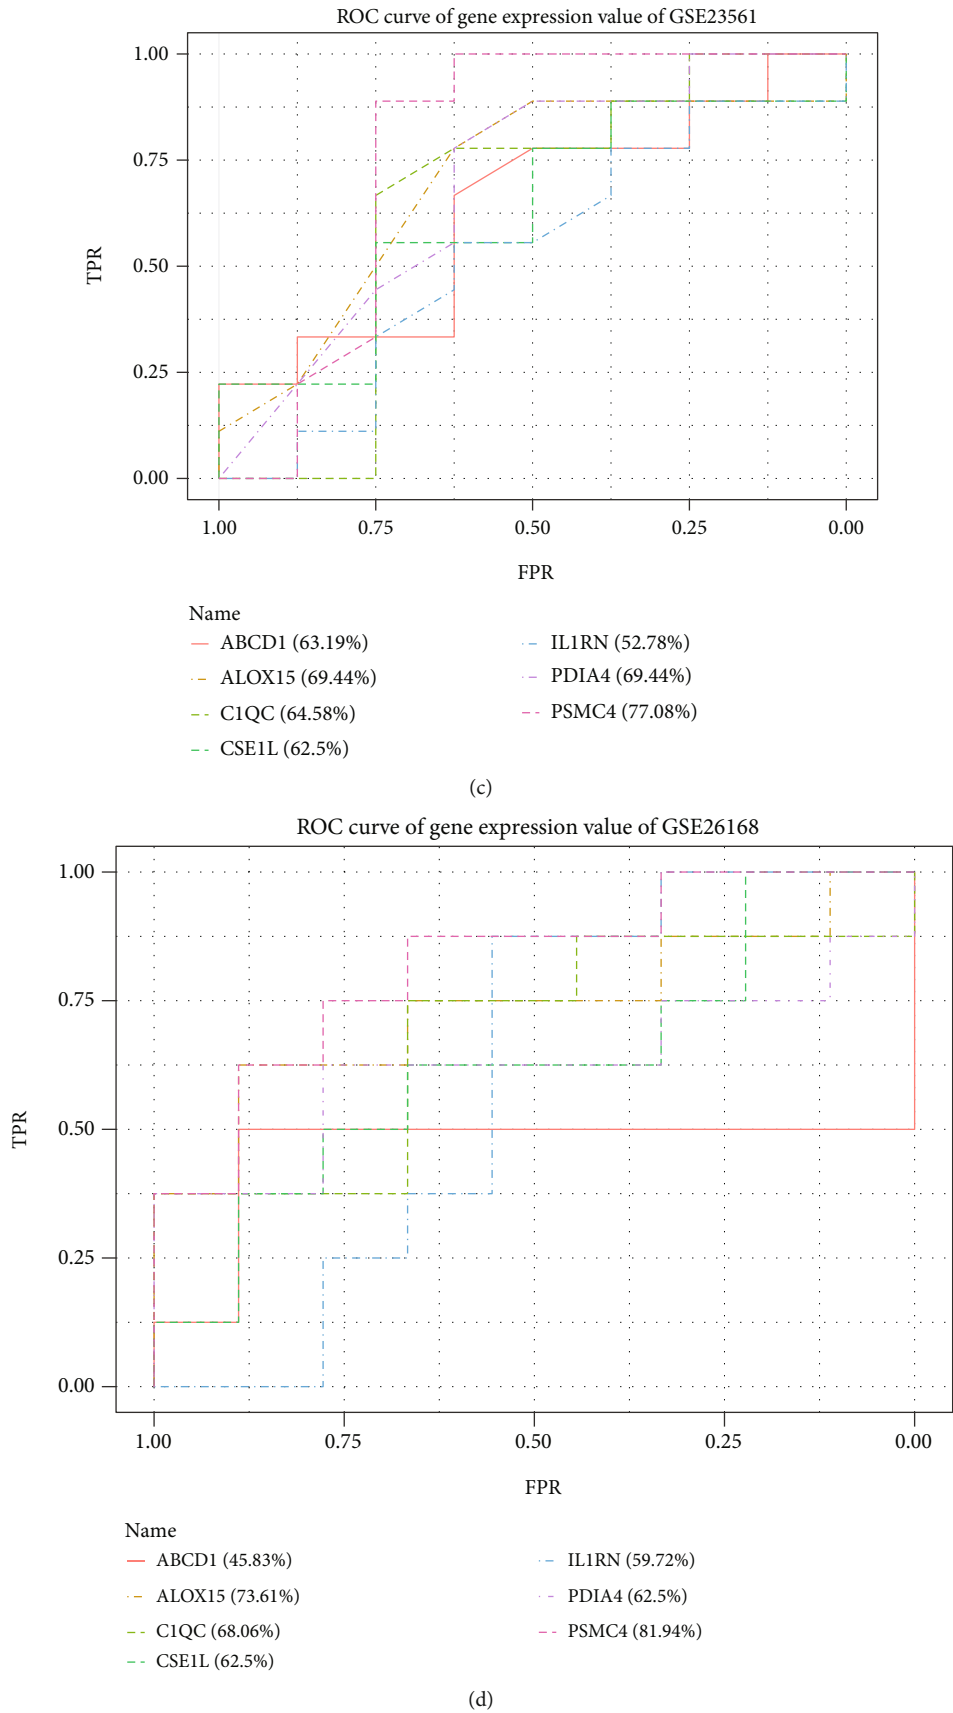 ROC curve of gene expression value of GSE23561
1.00
0.75
0.50
0.25
0.00
TPR
1.00 0.75 0.50 0.25 0.00
FPR
Name
ABCD1 (63.19%)
ALOX15 (69.44%)
C1QC (64.58%)
CSE1L (62.5%)
IL1RN (52.78%)
PDIA4 (69.44%)
PSMC4 (77.08%)
(c)
ROC curve of gene expression value of GSE26168
1.00
0.75
0.50
0.25
0.00
TPR
1.00 0.75 0.50 0.25 0.00
FPR
Name
ABCD1 (45.83%)
ALOX15 (73.61%)
C1QC (68.06%)
CSE1L (62.5%)
IL1RN (59.72%)
PDIA4 (62.5%)
PSMC4 (81.94%)
(d)